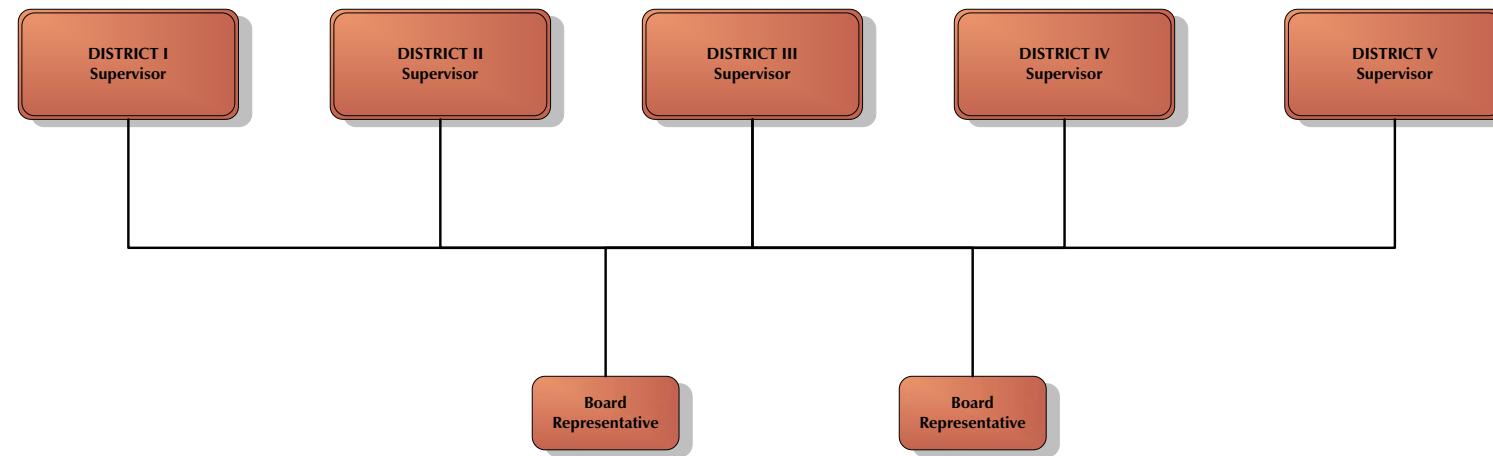 DISTRICT I
Supervisor
DISTRICT II
Supervisor
DISTRICT III
Supervisor
DISTRICT IV
Supervisor
DISTRICT V
Supervisor
Board
Representative
Board
Representative